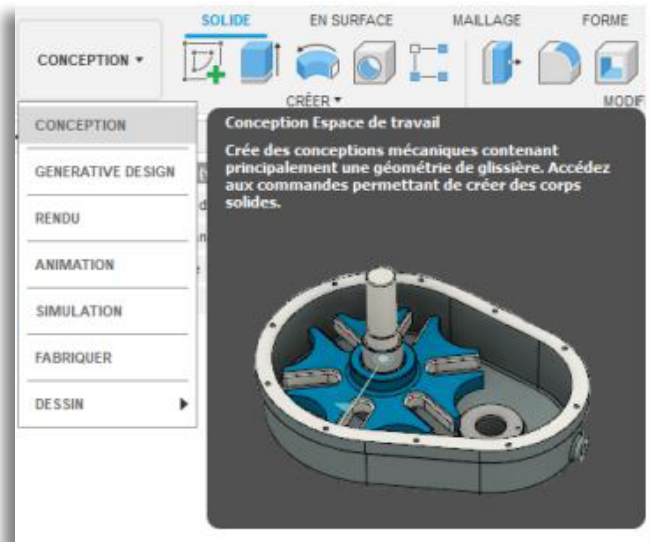 SOLIDE EN SURFACE MAILLAGE FORME
CONCEPTION
CRÉER
CONCEPTION
GENERATIVE DESIGN
RENDU
ANIMATION
SIMULATION
FABRIQUER
DESSIN
Conception Espace de travail
Crée des conceptions mécaniques contenant
principalement une géométrie de glissière. Accédez
aux commandes permettant de créer des corps
solides.